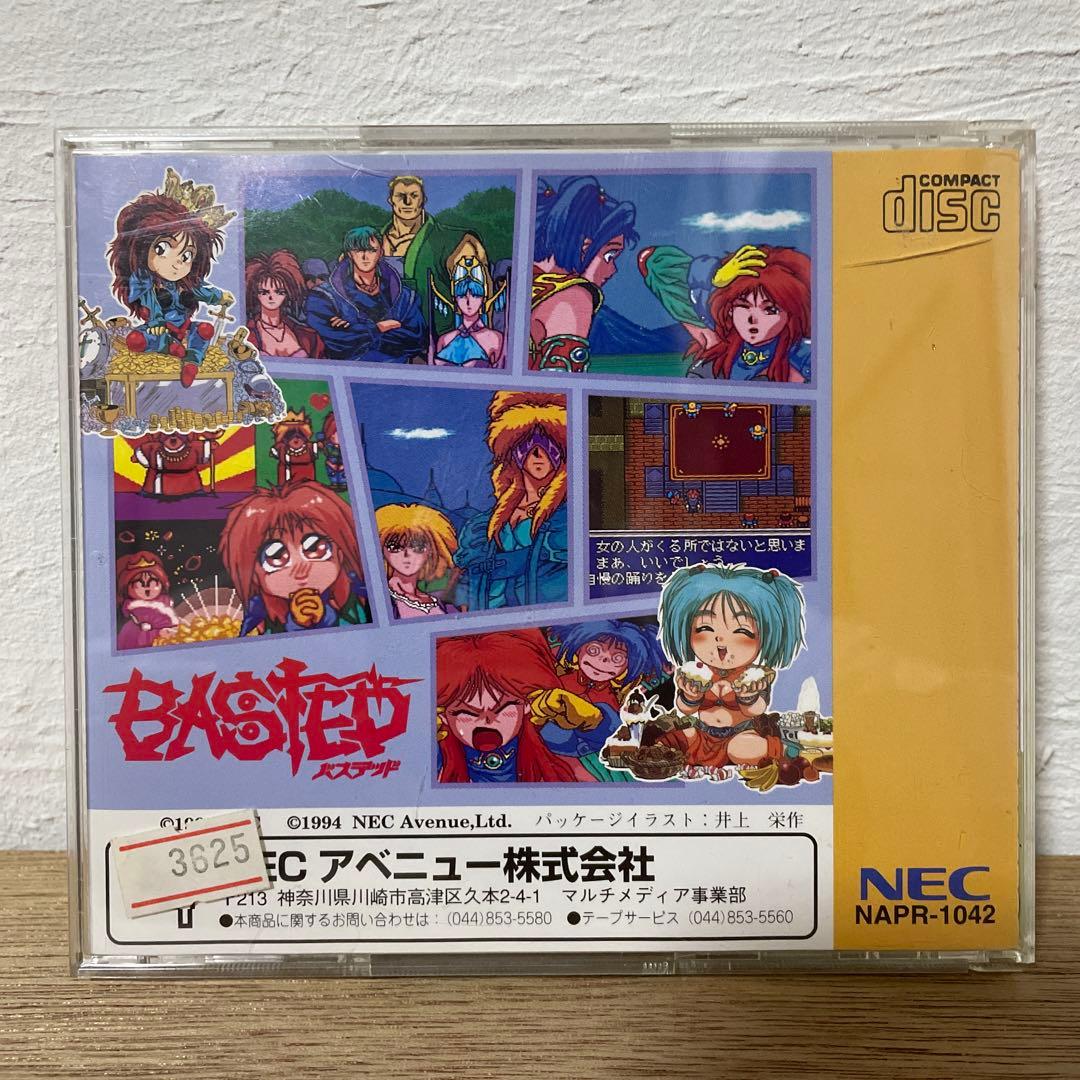 COMPACT
disc
女の人がくる所ではないと思いま
まぁ、いいでしょう
自慢の踊りを
BASTED
バステッド
©1994 NEC Avenue,Ltd. パッケージイラスト：井上 栄作
3625
NEC アベニュー株式会社
〒213 神奈川県川崎市高津区久本2-4-1 マルチメディア事業部
●本商品に関するお問い合わせは：(044)853-5580 ●テープサービス (044)853-5560
NEC
NAPR-1042